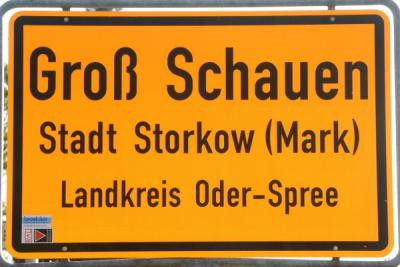 Groß Schauen
Stadt Storkow (Mark)
Landkreis Oder-Spree